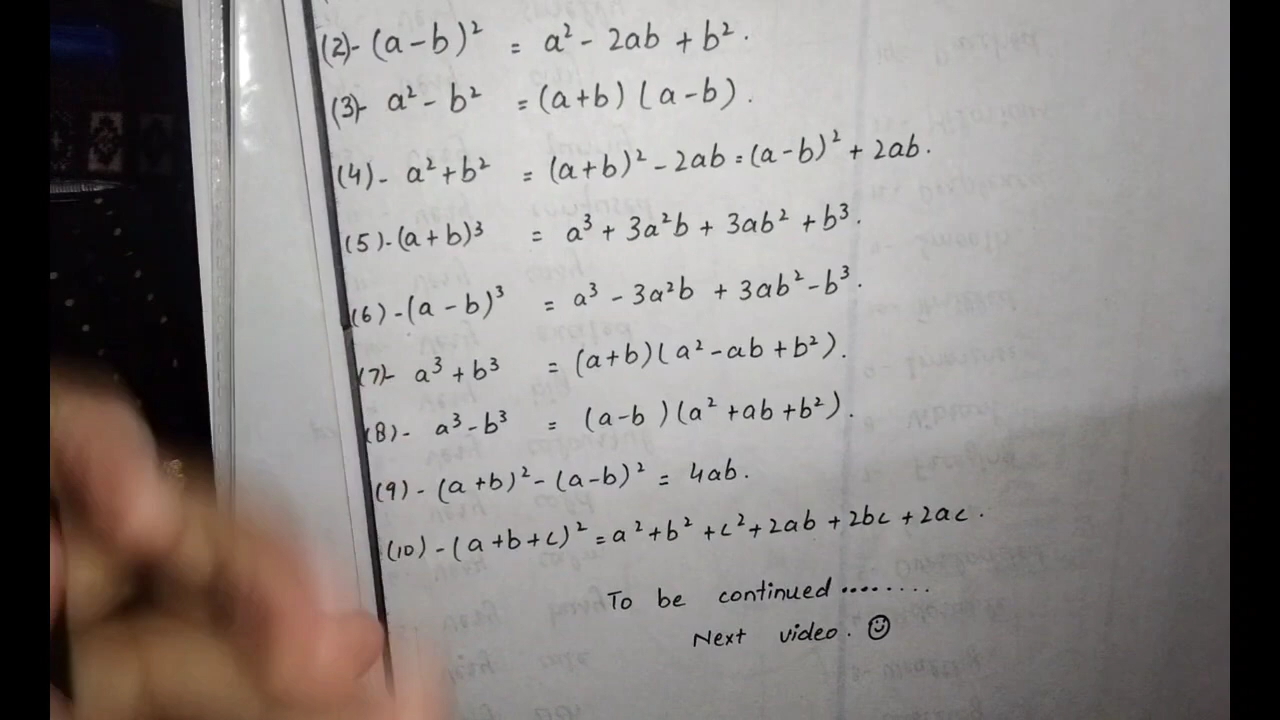 (2)- (a-b)² = a² - 2ab + b².
(3)- a² - b² = (a+b) (a-b).
(4)- a² + b² = (a+b)² - 2ab = (a-b)² + 2ab.
(5)-(a+b)³ = a³ + 3a²b + 3ab² + b³.
(6)-(a-b)³ = a³ - 3a²b + 3ab² - b³.
(7)- a³ + b³ = (a+b)(a² - ab + b²).
(8)- a³ - b³ = (a-b)(a² + ab + b²).
(9)- (a+b)² - (a-b)² = 4ab.
(10)-(a+b+c)² = a² + b² + c² + 2ab + 2bc + 2ac.
To be continued ........
Next video. ☺